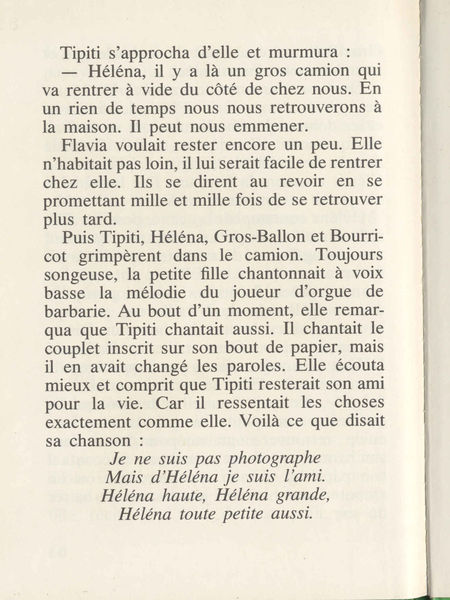 Tipiti s'approcha d'elle et murmura :
— Héléna, il y a là un gros camion qui
va rentrer à vide du côté de chez nous. En
un rien de temps nous nous retrouverons à
la maison. Il peut nous emmener.
Flavia voulait rester encore un peu. Elle
n'habitait pas loin, il lui serait facile de rentrer
chez elle. Ils se dirent au revoir en se
promettant mille et mille fois de se retrouver
plus tard.
Puis Tipiti, Héléna, Gros-Ballon et Bourri-
cot grimpèrent dans le camion. Toujours
songeuse, la petite fille chantonnait à voix
basse la mélodie du joueur d'orgue de
barbarie. Au bout d'un moment, elle remar-
qua que Tipiti chantait aussi. Il chantait le
couplet inscrit sur son bout de papier, mais
il en avait changé les paroles. Elle écouta
mieux et comprit que Tipiti resterait son ami
pour la vie. Car il ressentait les choses
exactement comme elle. Voilà ce que disait
sa chanson :
Je ne suis pas photographe
Mais d'Héléna je suis l'ami.
Héléna haute, Héléna grande,
Héléna toute petite aussi.